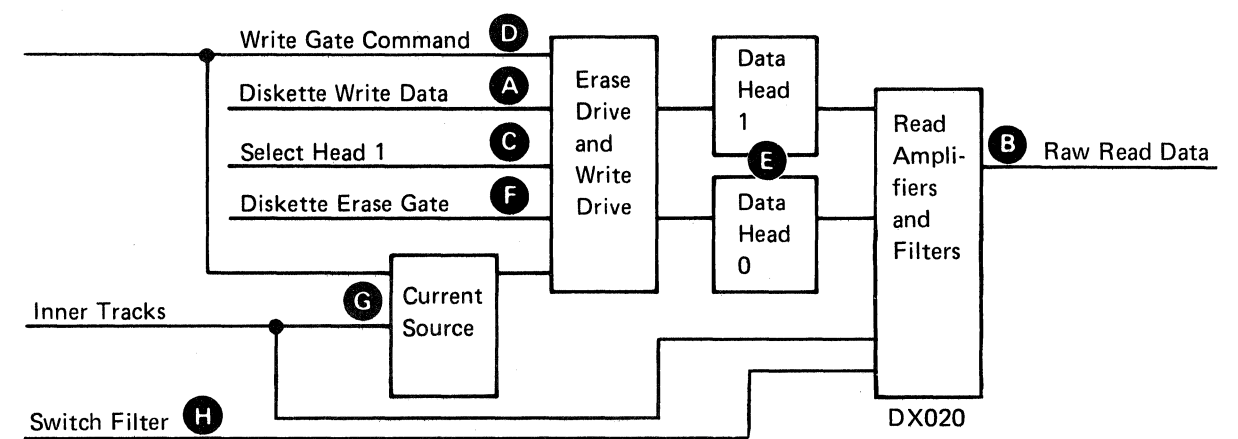 Write Gate Command D
Diskette Write Data A
Select Head 1 C
Diskette Erase Gate F
Erase
Drive
and
Write
Drive
Data
Head
1
E
Data
Head
0
Read
Ampli-
fiers
and
Filters
B Raw Read Data
G
Current
Source
Inner Tracks
Switch Filter H
DX020